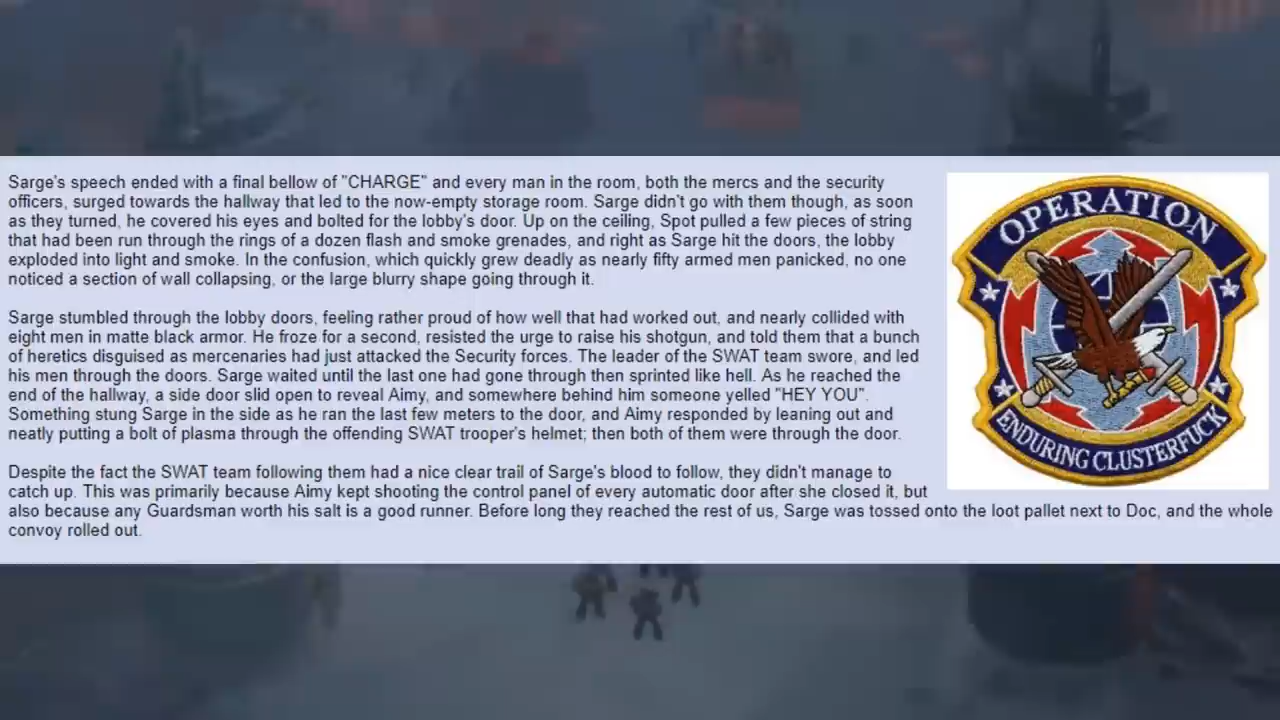 Sarge's speech ended with a final bellow of "CHARGE" and every man in the room, both the mercs and the security
officers, surged towards the hallway that led to the now-empty storage room. Sarge didn't go with them though, as soon
as they turned, he covered his eyes and bolted for the lobby's door. Up on the ceiling, Spot pulled a few pieces of string
that had been run through the rings of a dozen flash and smoke grenades, and right as Sarge hit the doors, the lobby
exploded into light and smoke. In the confusion, which quickly grew deadly as nearly fifty armed men panicked, no one
noticed a section of wall collapsing, or the large blurry shape going through it.
Sarge stumbled through the lobby doors, feeling rather proud of how well that had worked out, and nearly collided with
eight men in matte black armor. He froze for a second, resisted the urge to raise his shotgun, and told them that a bunch
of heretics disguised as mercenaries had just attacked the Security forces. The leader of the SWAT team swore, and led
his men through the doors. Sarge waited until the last one had gone through then sprinted like hell. As he reached the
end of the hallway, a side door slid open to reveal Aimy, and somewhere behind him someone yelled "HEY YOU".
Something stung Sarge in the side as he ran the last few meters to the door, and Aimy responded by leaning out and
neatly putting a bolt of plasma through the offending SWAT trooper's helmet; then both of them were through the door.
Despite the fact the SWAT team following them had a nice clear trail of Sarge's blood to follow, they didn't manage to
catch up. This was primarily because Aimy kept shooting the control panel of every automatic door after she closed it, but
also because any Guardsman worth his salt is a good runner. Before long they reached the rest of us, Sarge was tossed onto the loot pallet next to Doc, and the whole
convoy rolled out.
OPERATION
ENDURING CLUSTERFUCK